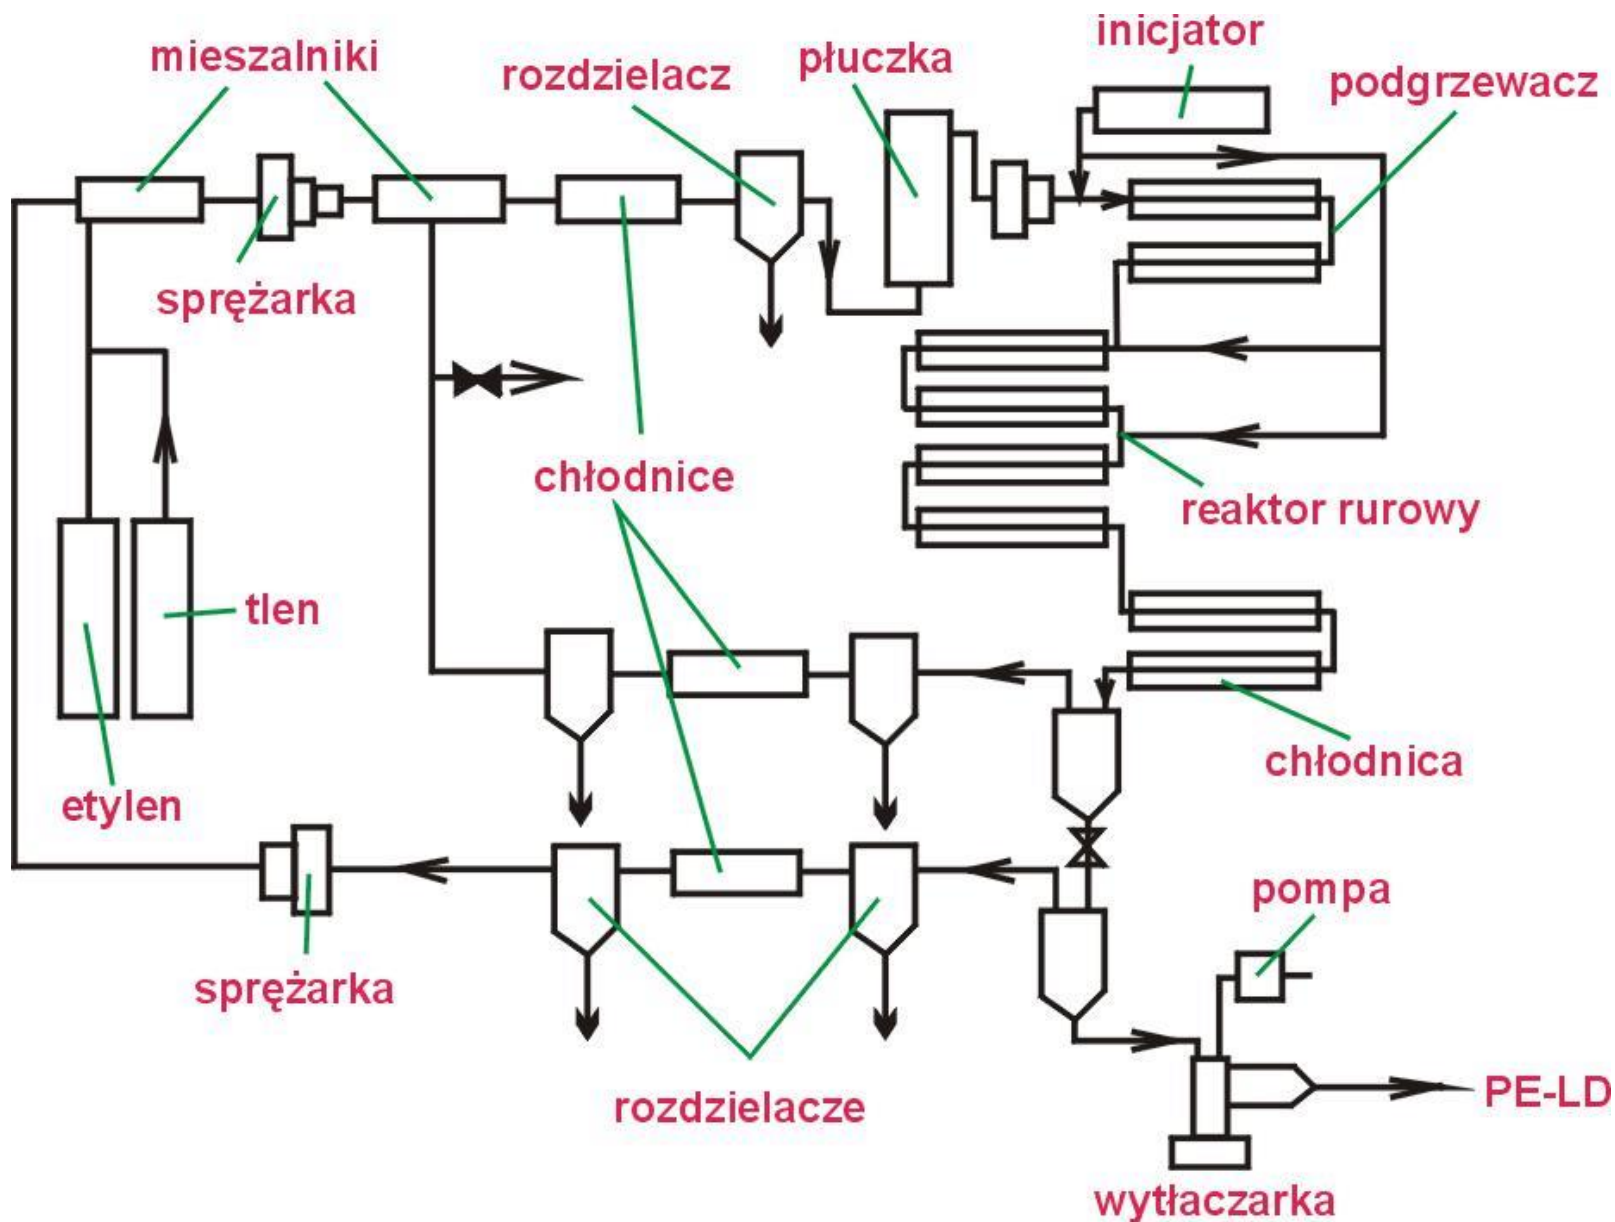 inicjator
mieszalniki
rozdzielacz
płuczka
podgrzewacz
sprężarka
chłodnice
reaktor rurowy
tlen
chłodnica
etylen
pompa
sprężarka
rozdzielacze
PE-LD
wytłaczarka